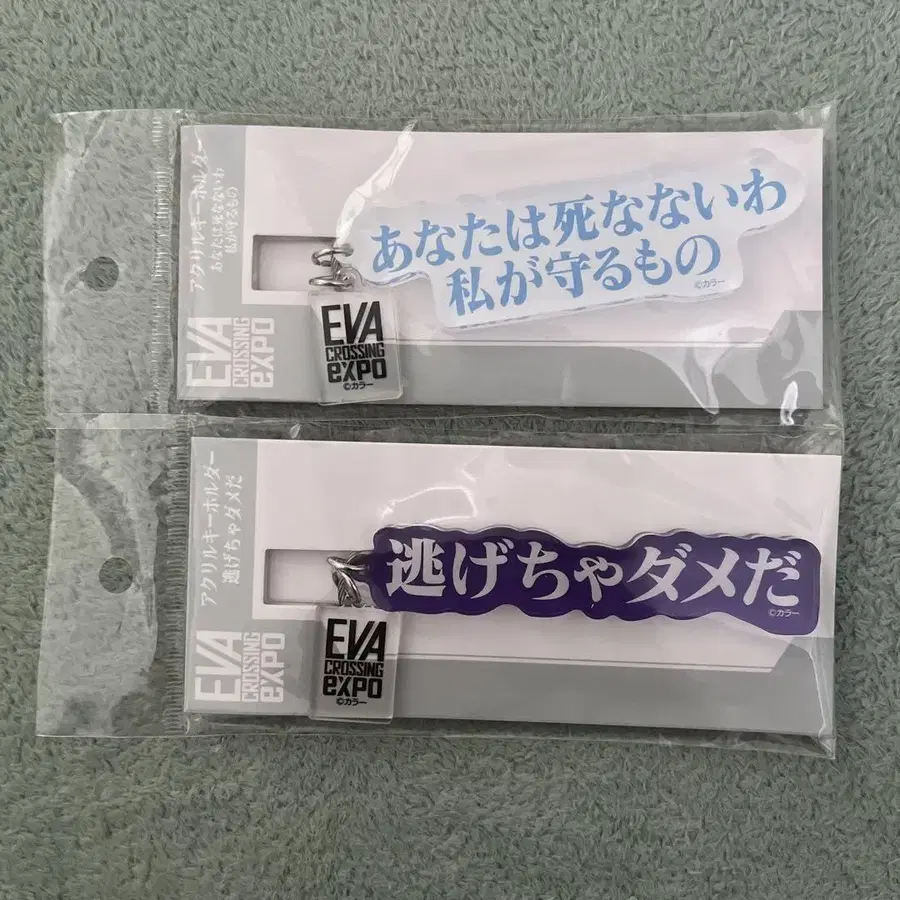 アクリルキーホルダー
あなたは死なないわ
私が守るもの
EVA
CROSSING
eXPO
あなたは死なないわ
私が守るもの
©カラー
EVA
CROSSING
eXPO
©カラー
アクリルキーホルダー
逃げちゃダメだ
EVA
CROSSING
eXPO
逃げちゃダメだ
©カラー
EVA
CROSSING
eXPO
©カラー